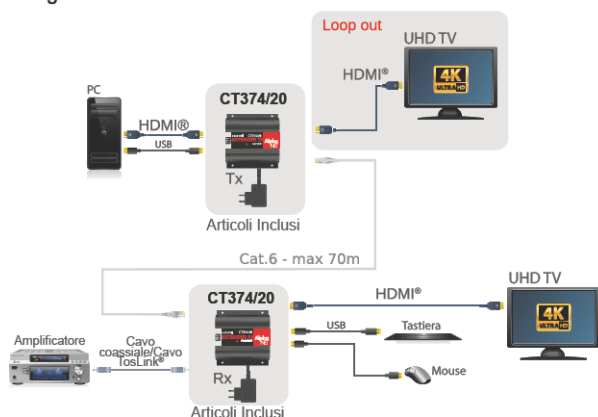 Loop out
UHD TV
HDMI®
4K
ULTRA HD
PC
CT374/20
HDMI®
USB
Tx
Articoli Inclusi
Cat.6 - max 70m
CT374/20
HDMI®
UHD TV
4K
ULTRA HD
USB
Tastiera
Amplificatore
Cavo
coassiale/Cavo
TosLink®
Mouse
Rx
Articoli Inclusi